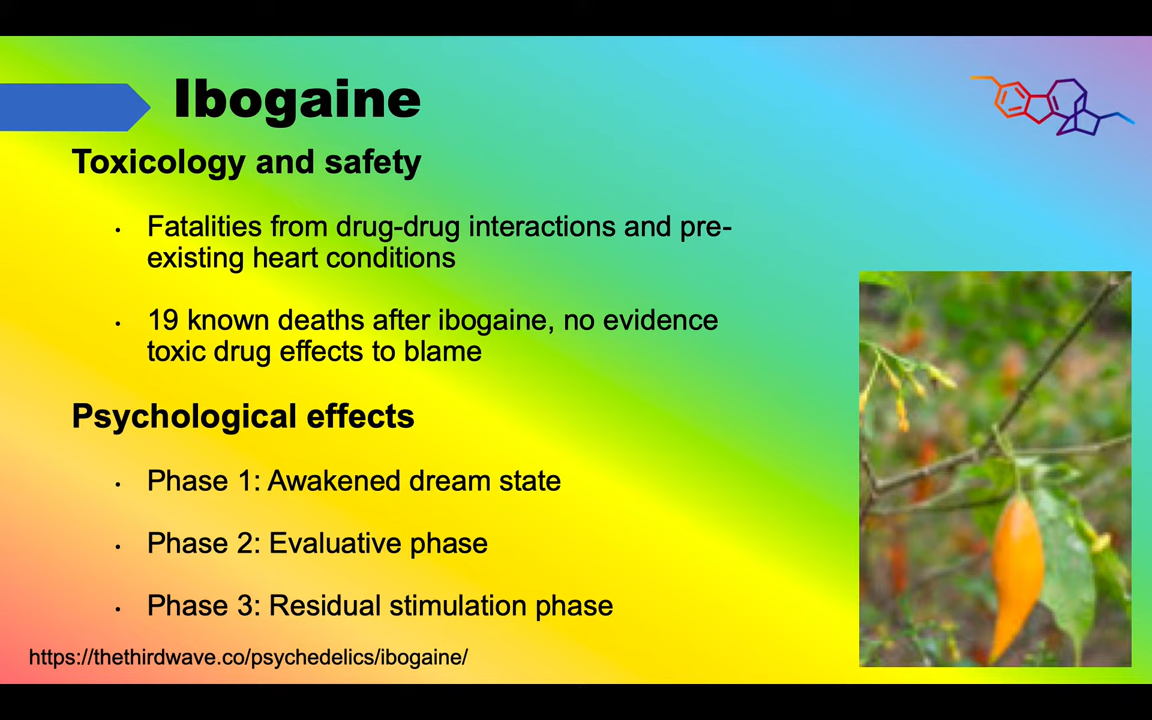 Ibogaine
Toxicology and safety
• Fatalities from drug-drug interactions and pre-
existing heart conditions
• 19 known deaths after ibogaine, no evidence
toxic drug effects to blame
Psychological effects
• Phase 1: Awakened dream state
• Phase 2: Evaluative phase
• Phase 3: Residual stimulation phase
https://thethirdwave.co/psychedelics/ibogaine/